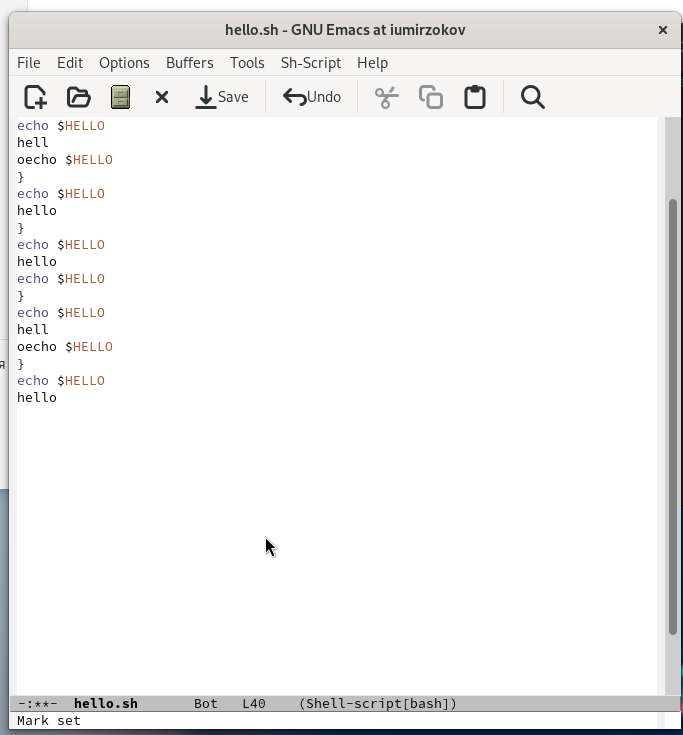 hello.sh - GNU Emacs at iumirzokov ×
File Edit Options Buffers Tools Sh-Script Help
Save Undo
echo $HELLO
hell
oecho $HELLO
}
echo $HELLO
hello
}
echo $HELLO
hello
echo $HELLO
}
echo $HELLO
hell
я
oecho $HELLO
}
echo $HELLO
hello
-:**- hello.sh Bot L40 (Shell-script[bash])
Mark set